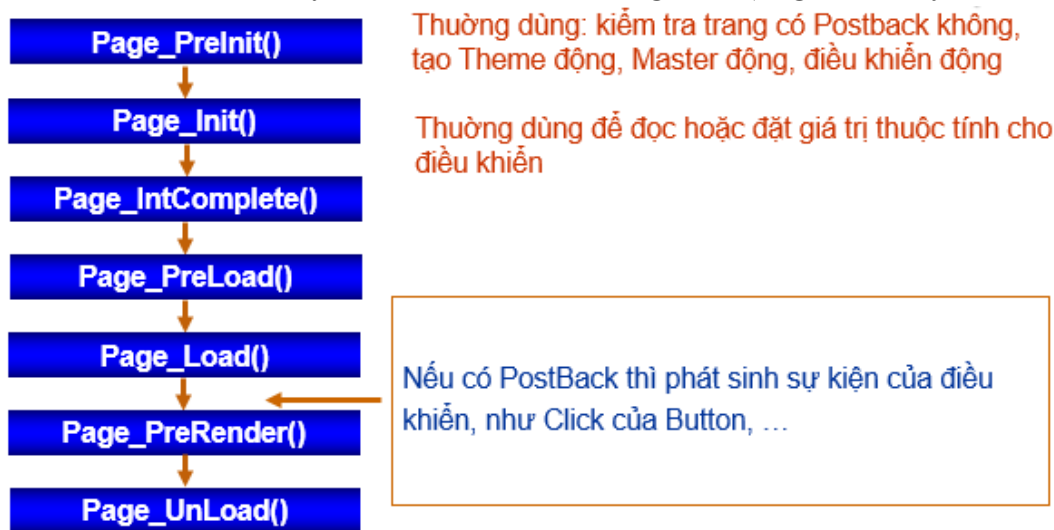 Page_PreInit()
Thường dùng: kiểm tra trang có Postback không,
tạo Theme động, Master động, điều khiển động
Page_Init()
Thường dùng để đọc hoặc đặt giá trị thuộc tính cho
điều khiển
Page_IntComplete()
Page_PreLoad()
Page_Load()
Nếu có PostBack thì phát sinh sự kiện của điều
khiển, như Click của Button, ...
Page_PreRender()
Page_UnLoad()